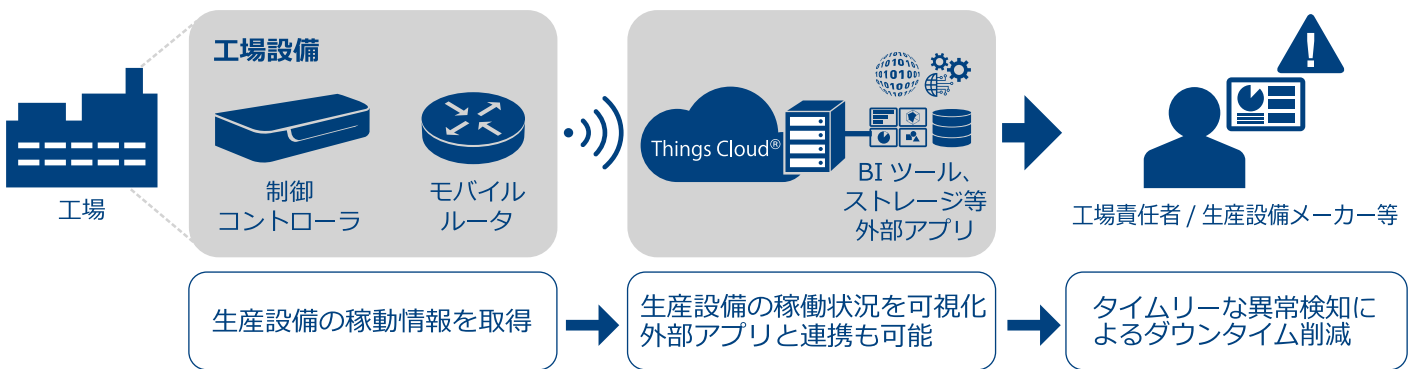 工場設備
制御
コントローラ
モバイル
ルータ
工場
Things Cloud®
BI ツール、
ストレージ等
外部アプリ
工場責任者 / 生産設備メーカー等
生産設備の稼動情報を取得
生産設備の稼働状況を可視化
外部アプリと連携も可能
タイムリーな異常検知に
よるダウンタイム削減